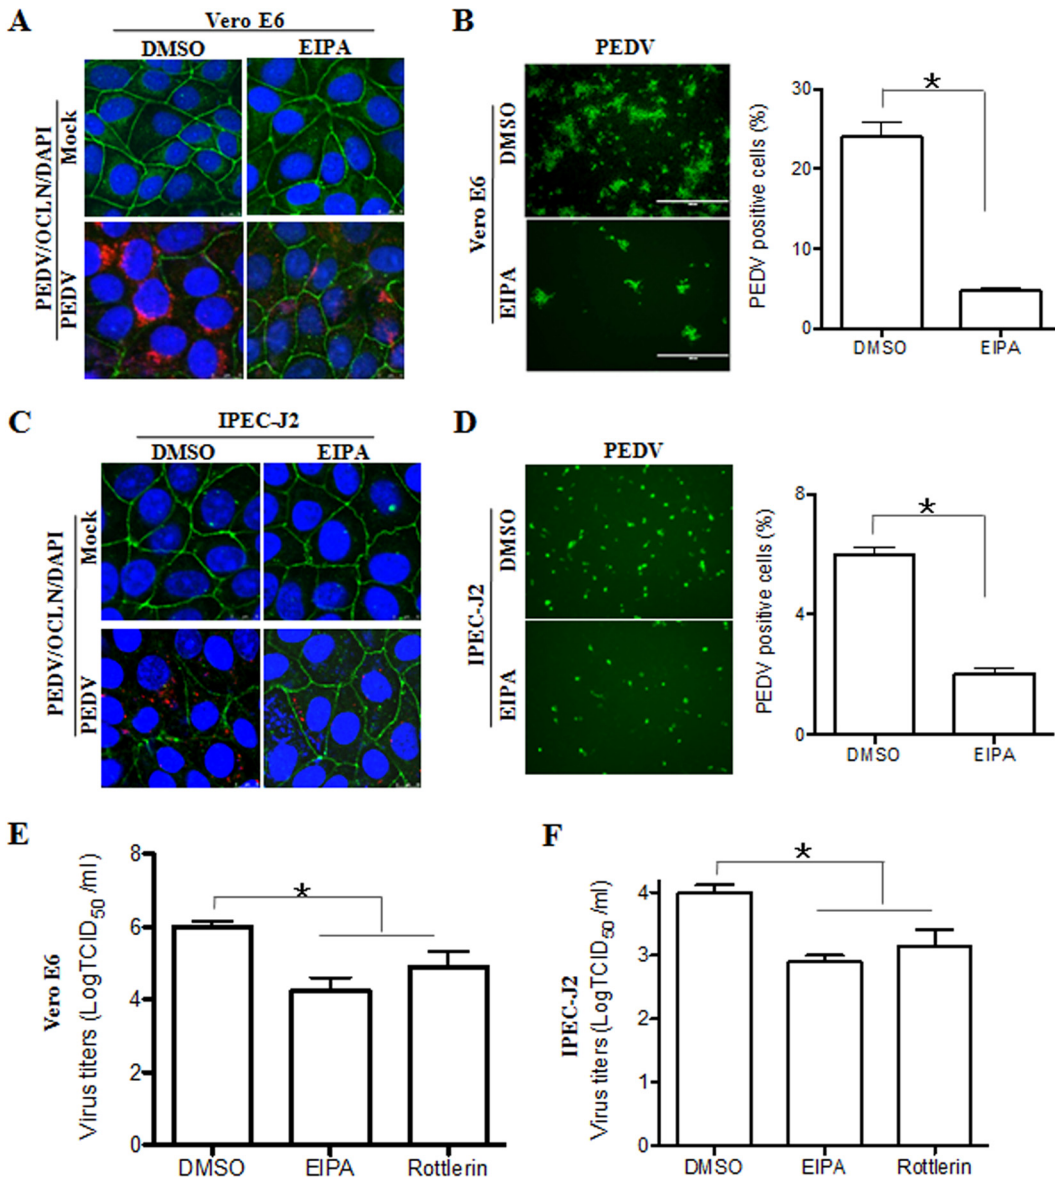 A
Vero E6
DMSO
EIPA
PEDV/OCLN/DAPI
Mock
PEDV
B
PEDV
Vero E6
DMSO
EIPA
PEDV positive cells (%)
30
20
10
0
*
DMSO
EIPA
C
IPEC-J2
DMSO
EIPA
PEDV/OCLN/DAPI
Mock
PEDV
D
PEDV
IPEC-J2
DMSO
EIPA
PEDV positive cells (%)
8
4
0
*
DMSO
EIPA
E
Vero E6
Virus titers (LogTCID50 /ml)
8
6
4
2
0
*
DMSO
EIPA
Rottlerin
F
IPEC-J2
Virus titers (LogTCID50 /ml)
4
3
2
1
0
*
DMSO
EIPA
Rottlerin